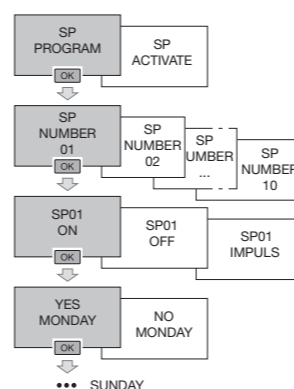 SP
PROGRAM
OK
SP
ACTIVATE
SP
NUMBER
01
OK
SP
NUMBER
02
SP
UMBER
...
SP
NUMBER
10
SP01
ON
OK
SP01
OFF
SP01
IMPULS
YES
MONDAY
OK
NO
MONDAY
••• SUNDAY